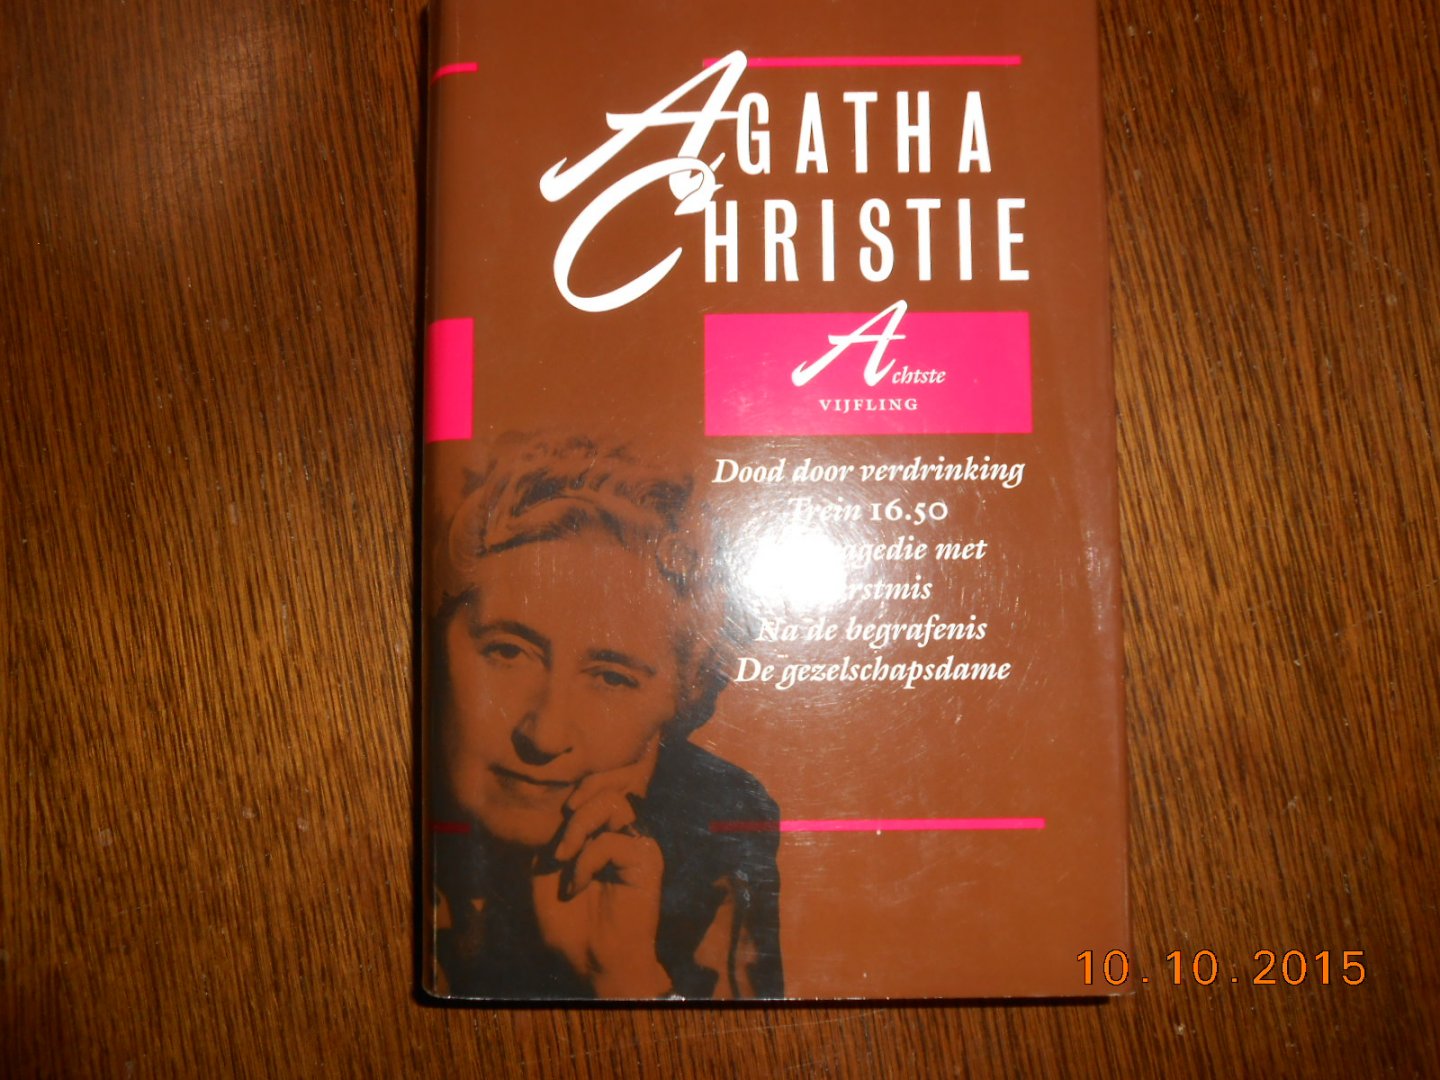 AGATHA
CHRISTIE
Achtste
VIJFLING
Dood door verdrinking
Trein 16.50
met
Na de begrafenis
De gezelschapsdame
10.10.2015